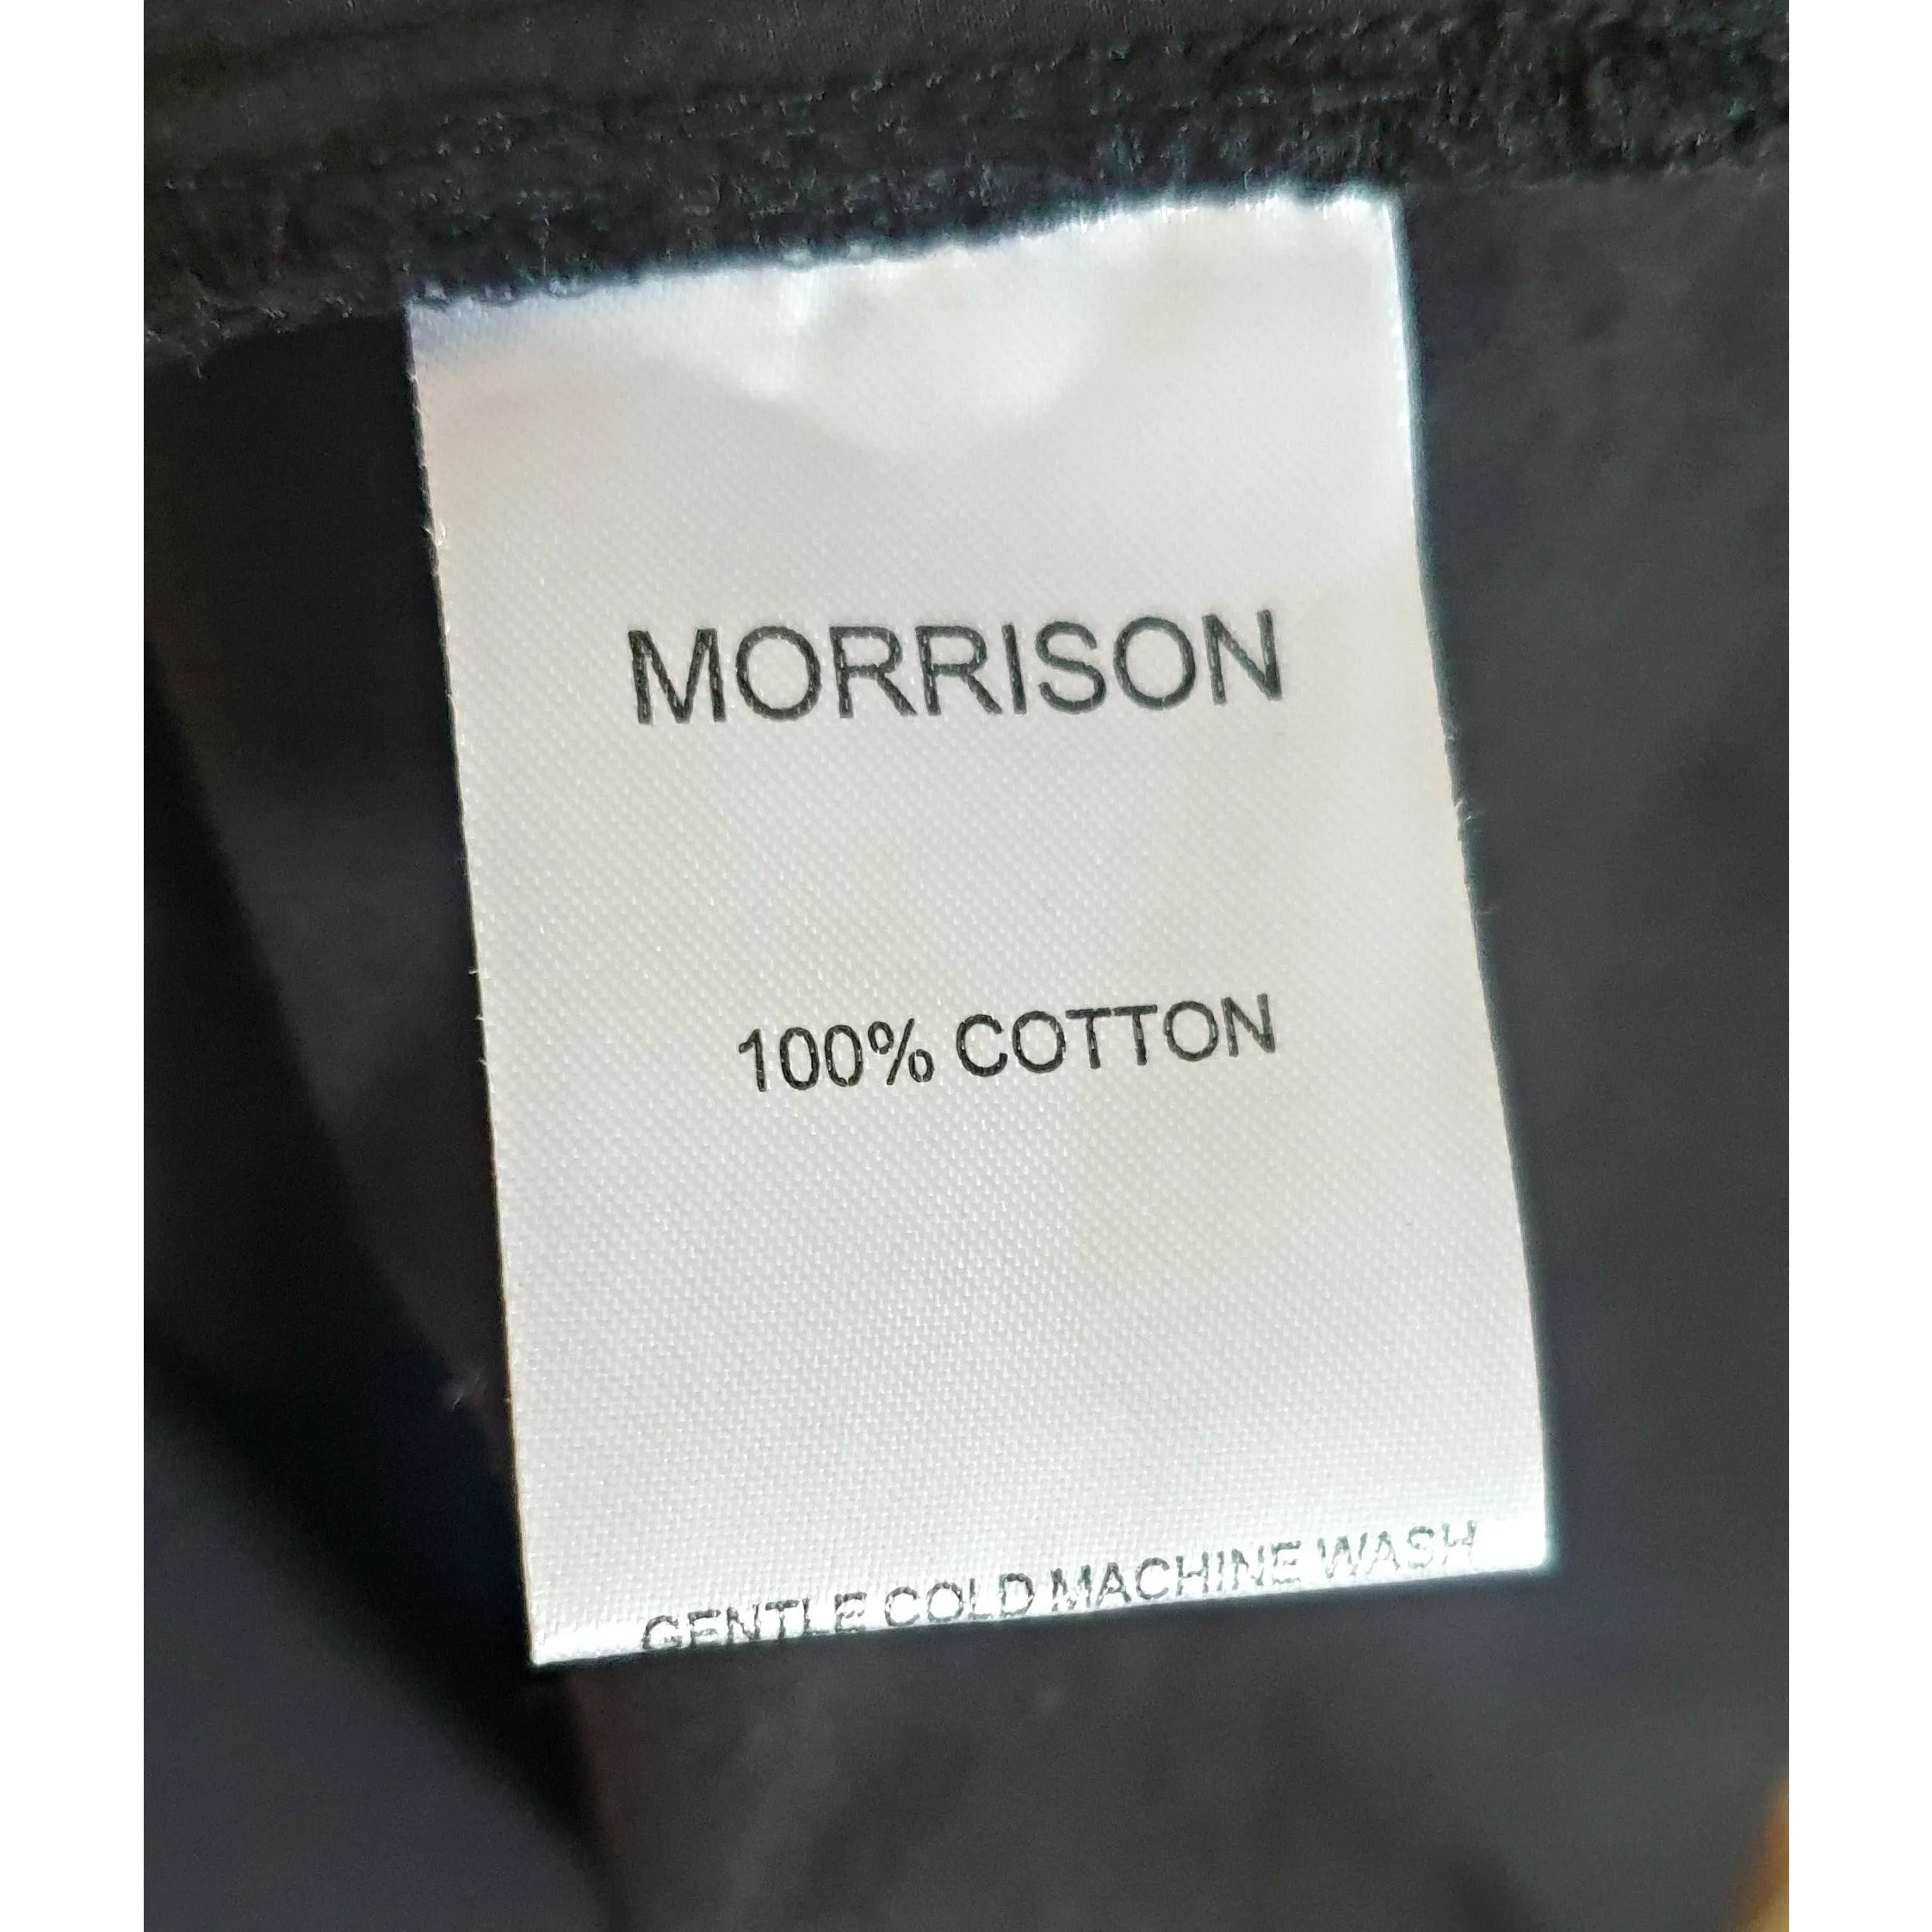 MORRISON
100% COTTON
GENTLE COLD MACHINE WASH